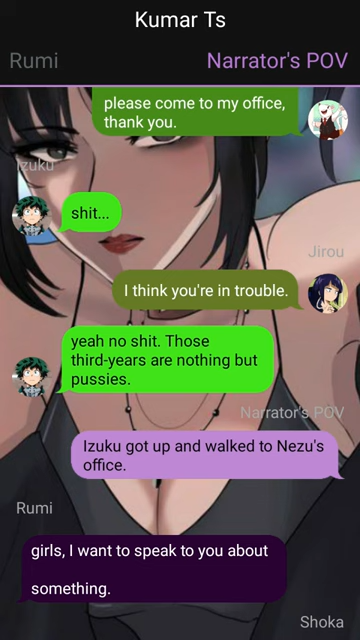 Kumar Ts
Rumi
Narrator's POV
please come to my office,
thank you.
Izuku
shit...
Jirou
I think you're in trouble.
yeah no shit. Those
third-years are nothing but
pussies.
Narrator's POV
Izuku got up and walked to Nezu's
office.
Rumi
girls, I want to speak to you about
something.
Shoka